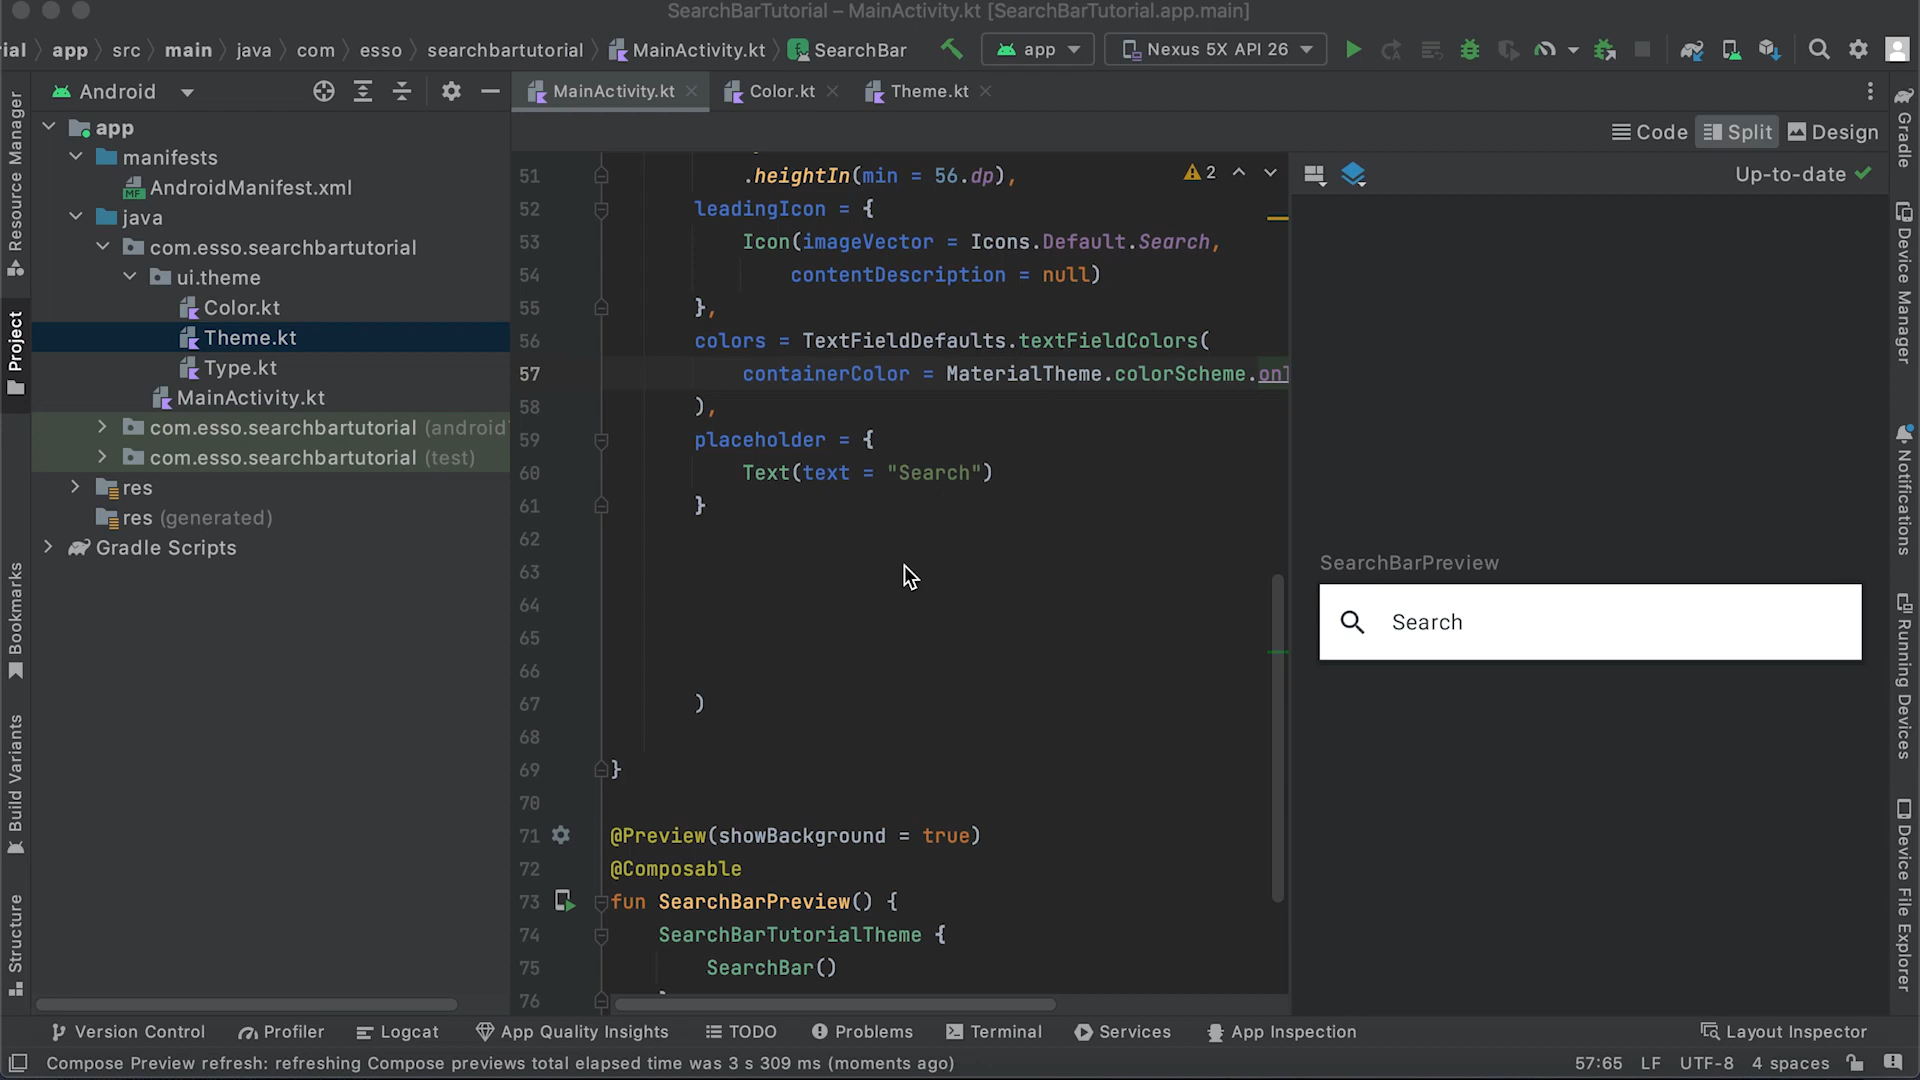 SearchBarTutorial – MainActivity.kt [SearchBarTutorial.app.main]
ial app src main java com esso searchbartutorial MainActivity.kt SearchBar app Nexus 5X API 26
Android
MainActivity.kt Color.kt Theme.kt
Code Split Design
Up-to-date
2
app
manifests
AndroidManifest.xml
java
com.esso.searchbartutorial
ui.theme
Color.kt
Theme.kt
Type.kt
MainActivity.kt
com.esso.searchbartutorial (android
com.esso.searchbartutorial (test)
res
res (generated)
Gradle Scripts
51 .heightIn(min = 56.dp),
52 leadingIcon = {
53 Icon(imageVector = Icons.Default.Search,
54 contentDescription = null)
55 },
56 colors = TextFieldDefaults.textFieldColors(
57 containerColor = MaterialTheme.colorScheme.onl
58 ),
59 placeholder = {
60 Text(text = "Search")
61 }
62
63
64
65
66
67 )
68
69 }
70
71 @Preview(showBackground = true)
72 @Composable
73 fun SearchBarPreview() {
74 SearchBarTutorialTheme {
75 SearchBar()
76
SearchBarPreview
Search
Resource Manager
Project
Bookmarks
Build Variants
Structure
Gradle
Device Manager
Notifications
Running Devices
Device File Explorer
Version Control Profiler Logcat App Quality Insights TODO Problems Terminal Services App Inspection Layout Inspector
Compose Preview refresh: refreshing Compose previews total elapsed time was 3 s 309 ms (moments ago) 57:65 LF UTF-8 4 spaces